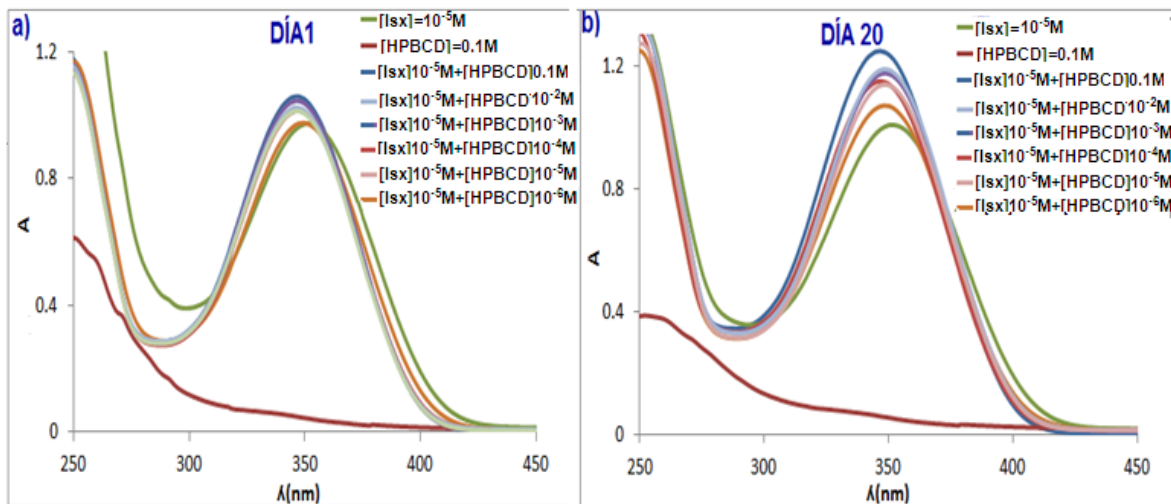 a)
DÍA1
[Isx]=10⁻⁵M
[HPBCD]=0.1M
[Isx]10⁻⁵M+[HPBCD]0.1M
[Isx]10⁻⁵M+[HPBCD]10⁻²M
[Isx]10⁻⁵M+[HPBCD]10⁻³M
[Isx]10⁻⁵M+[HPBCD]10⁻⁴M
[Isx]10⁻⁵M+[HPBCD]10⁻⁵M
[Isx]10⁻⁵M+[HPBCD]10⁻⁶M
1.2
0.8
0.4
0
A
250
300
350
400
450
λ(nm)
b)
DÍA 20
[Isx]=10⁻⁵M
[HPBCD]=0.1M
[Isx]10⁻⁵M+[HPBCD]0.1M
[Isx]10⁻⁵M+[HPBCD]10⁻²M
[Isx]10⁻⁵M+[HPBCD]10⁻³M
[Isx]10⁻⁵M+[HPBCD]10⁻⁴M
[Isx]10⁻⁵M+[HPBCD]10⁻⁵M
[Isx]10⁻⁵M+[HPBCD]10⁻⁶M
1.2
0.8
0.4
0
A
250
300
350
400
450
λ(nm)